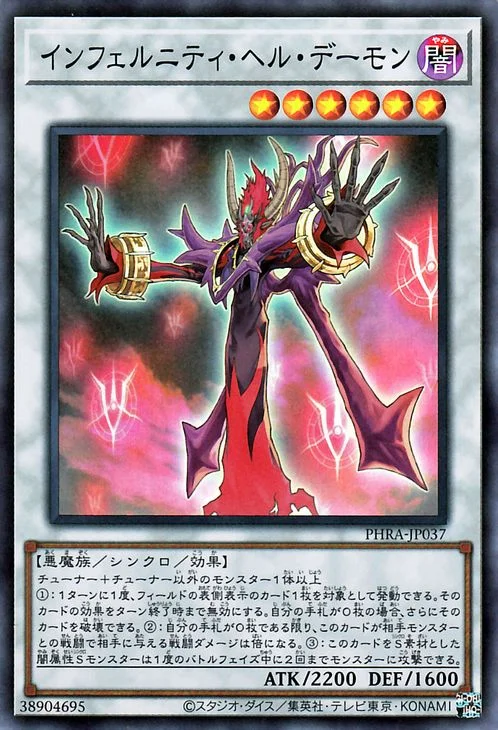 インフェルニティ・ヘル・デーモン
闇
PHRA-JP037
【悪魔族／シンクロ／効果】
チューナー＋チューナー以外のモンスター1体以上
①：1ターンに1度、フィールドの表側表示のカード1枚を対象として発動できる。その
カードの効果をターン終了時まで無効にする。自分の手札が0枚の場合、さらにその
カードを破壊できる。②：自分の手札が0枚である限り、このカードが相手モンスター
との戦闘で相手に与える戦闘ダメージは倍になる。③：このカードをS素材とした
闇属性Sモンスターは1度のバトルフェイズ中に2回までモンスターに攻撃できる。
ATK/2200 DEF/1600
38904695
©スタジオ・ダイス／集英社・テレビ東京・KONAMI